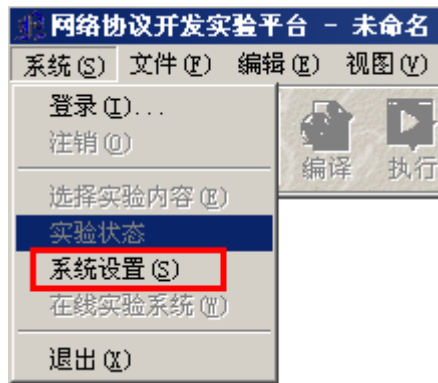 网络协议开发实验平台 - 未命名
系统(S) 文件(F) 编辑(E) 视图(V)
登录(I)...
注销(O)
编译 执行
选择实验内容(E)
实验状态
系统设置(S)
在线实验系统(W)
退出(X)